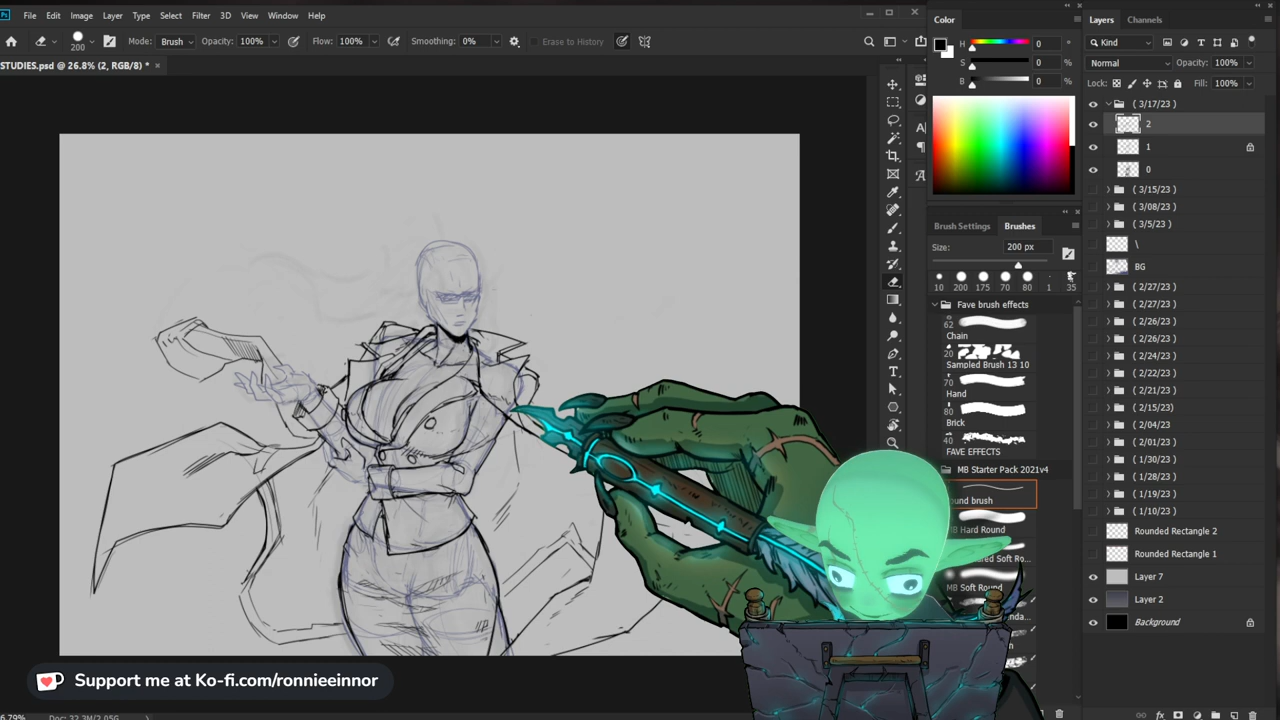 Ps File Edit Image Layer Type Select Filter 3D View Window Help
200 Mode: Brush Opacity: 100% Flow: 100% Smoothing: 0% Erase to History
STUDIES.psd @ 26.8% (2, RGB/8) * ×
Color
H 0 °
S 0 %
B 0 %
Brush Settings Brushes
Size: 200 px
10 200 175 70 80 1 35
Fave brush effects
62
Chain
20
Sampled Brush 13 10
70
Hand
80
Brick
40
FAVE EFFECTS
MB Starter Pack 2021v4
ound brush
MB Hard Round
MB Soft Round
Layers Channels
Kind
Normal Opacity: 100%
Lock: Fill: 100%
( 3/17/23 )
2
1
0
( 3/15/23 )
( 3/08/23 )
( 3/5/23 )
\
BG
( 2/27/23 )
( 2/27/23 )
( 2/26/23 )
( 2/26/23 )
( 2/24/23 )
( 2/22/23 )
( 2/21/23 )
( 2/15/23)
( 2/04/23
( 2/01/23 )
( 1/30/23 )
( 1/28/23 )
( 1/19/23 )
( 1/10/23 )
Rounded Rectangle 2
Rounded Rectangle 1
Layer 7
Layer 2
Background
fx
Support me at Ko-fi.com/ronnieeinnor